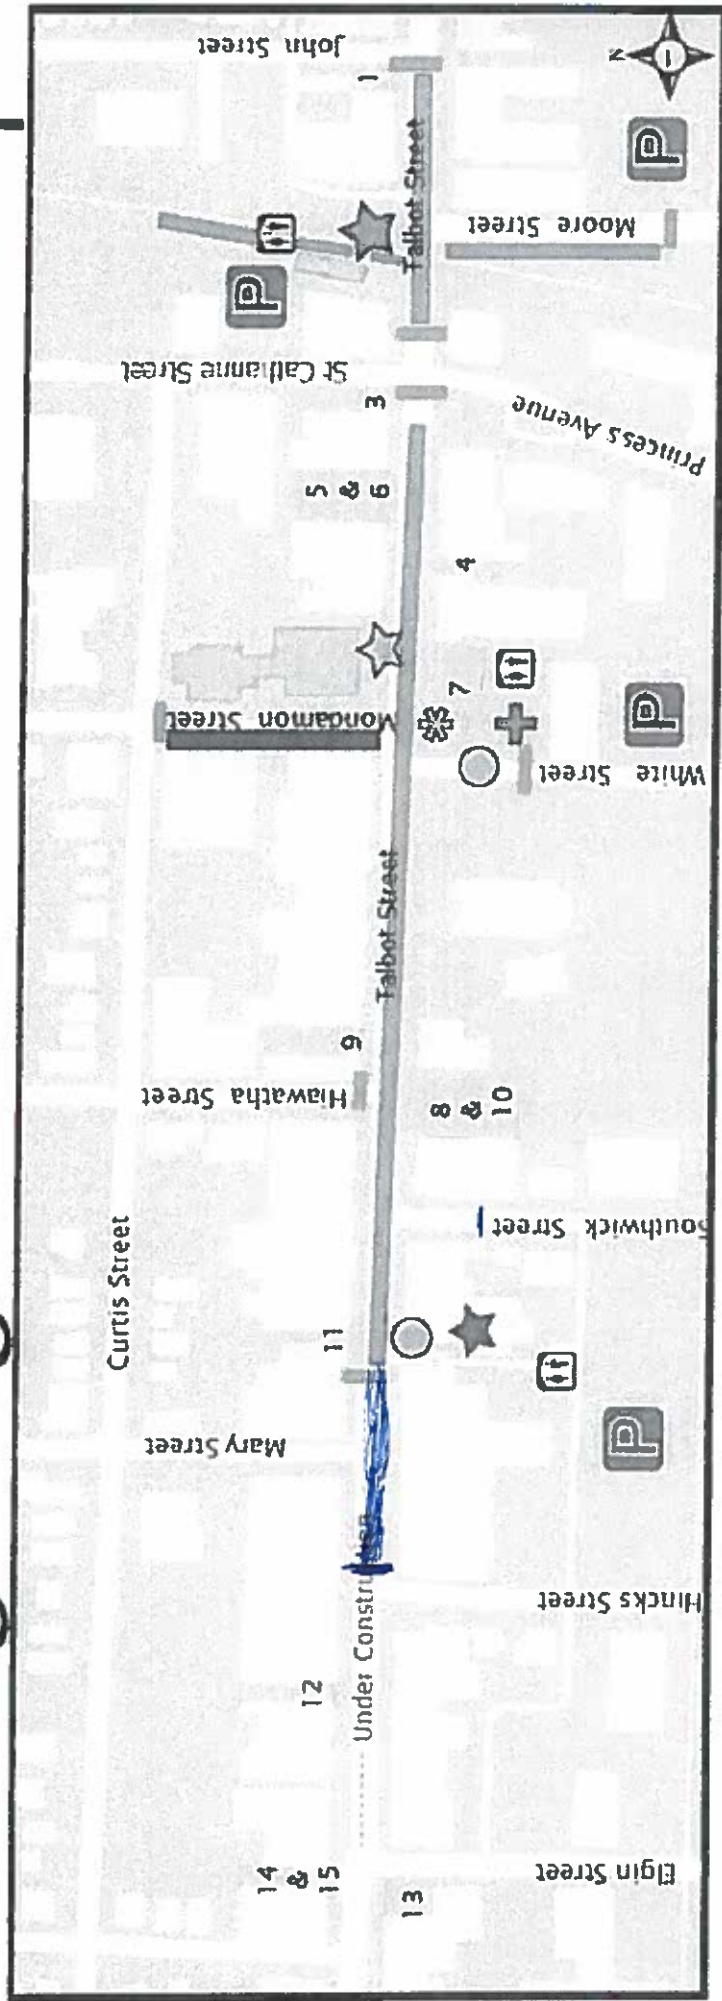 John Street
1
Talbot Street
Moore Street
P
P
N
St Catharine Street
3
Princess Avenue
5
&
6
4
Mondamon Street
7
White Street
P
Talbot Street
9
Hiawatha Street
8
&
10
Southwick Street
Curtis Street
11
Mary Street
P
Under Constru
Hincks Street
12
14
&
15
13
Elgin Street